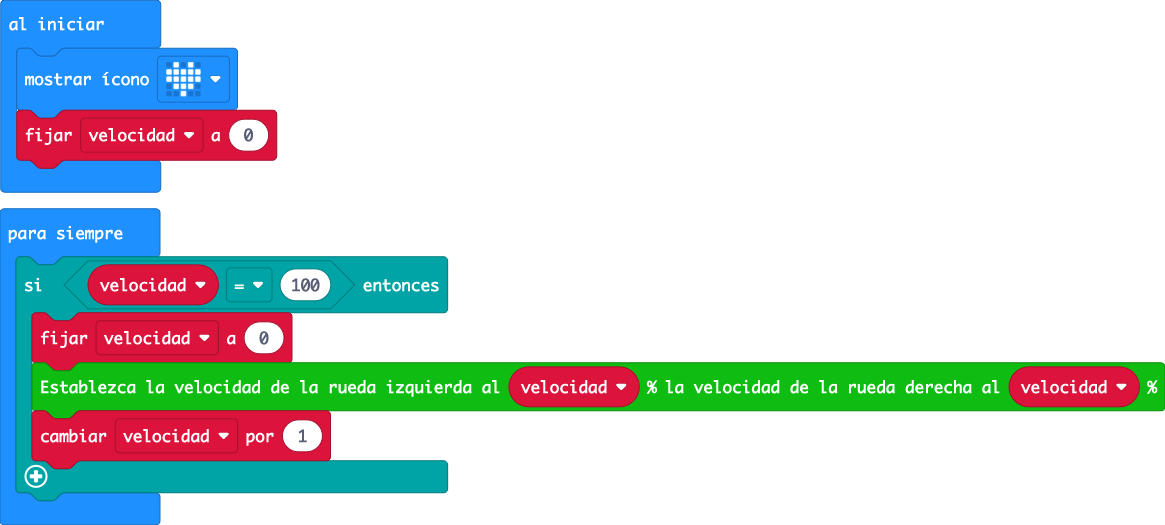 al iniciar
mostrar ícono
fijar velocidad a 0
para siempre
si velocidad = 100 entonces
fijar velocidad a 0
Establezca la velocidad de la rueda izquierda al velocidad % la velocidad de la rueda derecha al velocidad %
cambiar velocidad por 1